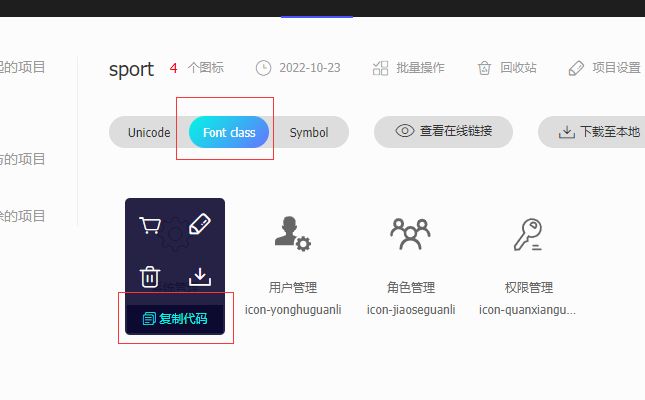 的项目
sport 4 个图标 2022-10-23 批量操作 回收站 项目设置
Unicode Font class Symbol 查看在线链接 下载至本地
的项目
的项目
复制代码
用户管理
icon-yonghuguanli
角色管理
icon-jiaoseguanli
权限管理
icon-quanxiangu...